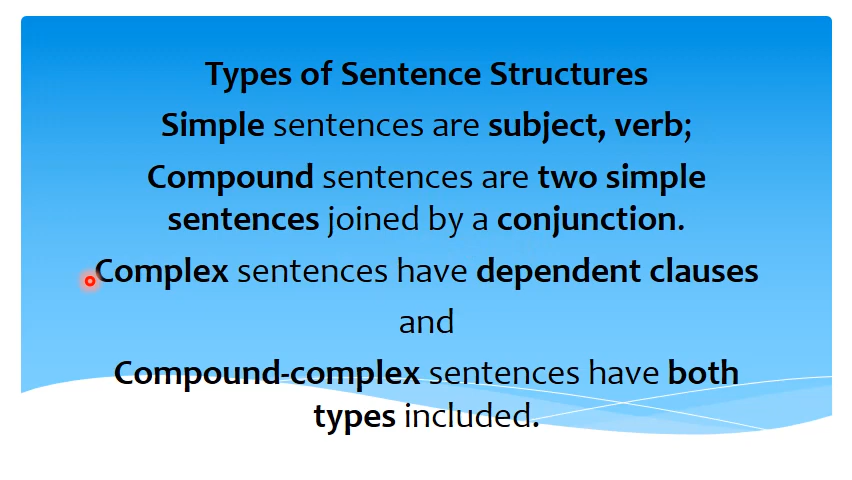 Types of Sentence Structures
Simple sentences are subject, verb;
Compound sentences are two simple
sentences joined by a conjunction.
Complex sentences have dependent clauses
and
Compound-complex sentences have both
types included.